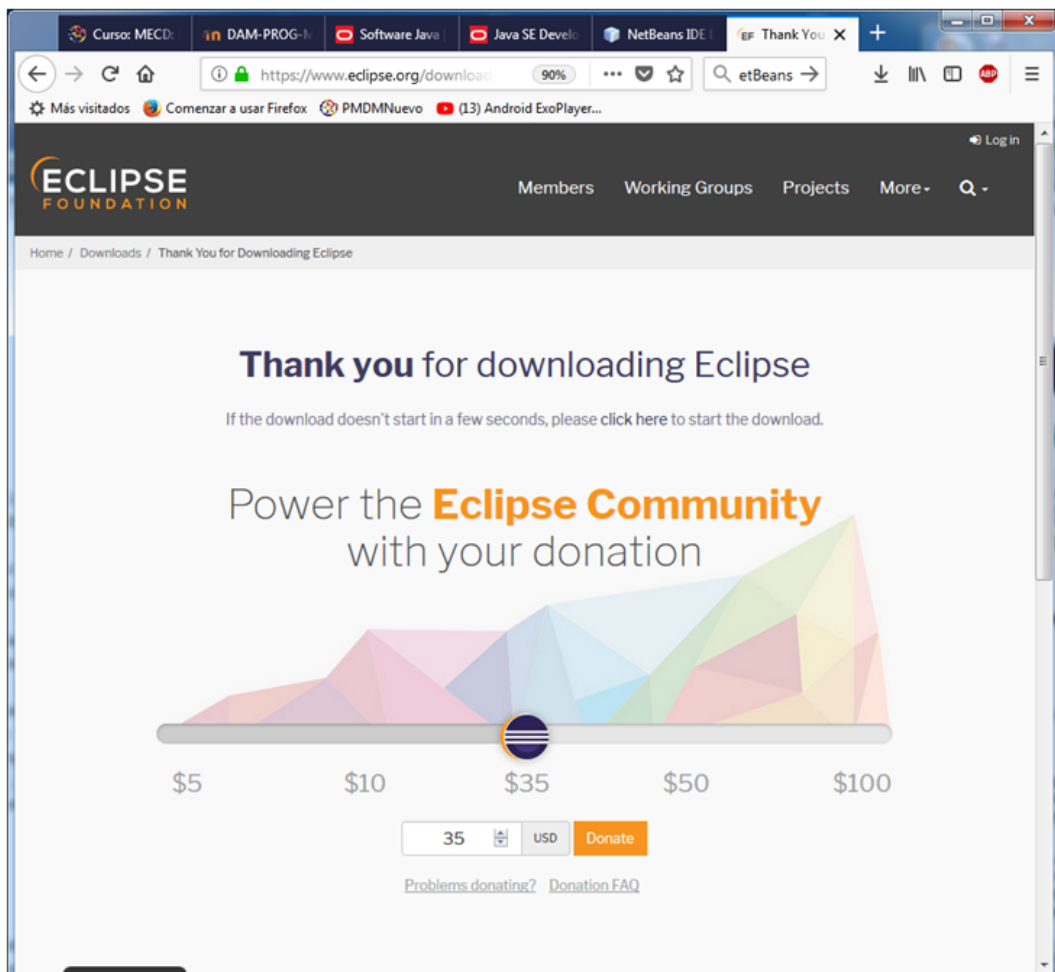 Curso: MECD:
DAM-PROG-
Software Java
Java SE Develo
NetBeans IDE
Thank You
https://www.eclipse.org/download
90%
etBeans
ABP
Más visitados
Comenzar a usar Firefox
PMDMNuevo
(13) Android ExoPlayer...
Log in
ECLIPSE
FOUNDATION
Members
Working Groups
Projects
More
Home / Downloads / Thank You for Downloading Eclipse
Thank you for downloading Eclipse
If the download doesn't start in a few seconds, please click here to start the download.
Power the Eclipse Community
with your donation
$5
$10
$35
$50
$100
35
USD
Donate
Problems donating?
Donation FAQ